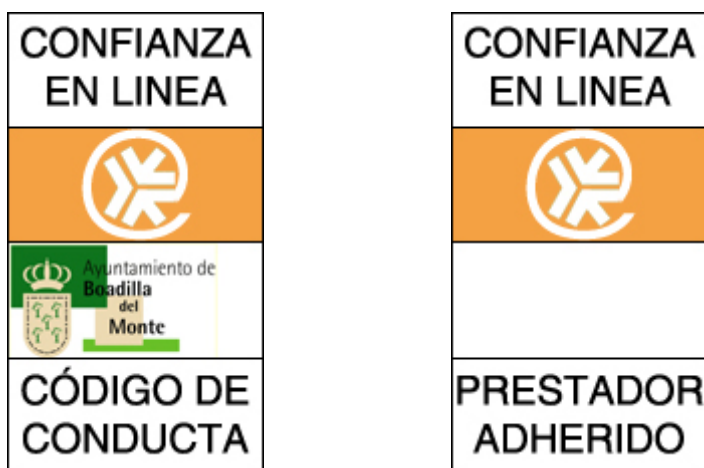 CONFIANZA
EN LINEA
Ayuntamiento de
Boadilla
del
Monte
CÓDIGO DE
CONDUCTA
CONFIANZA
EN LINEA
PRESTADOR
ADHERIDO